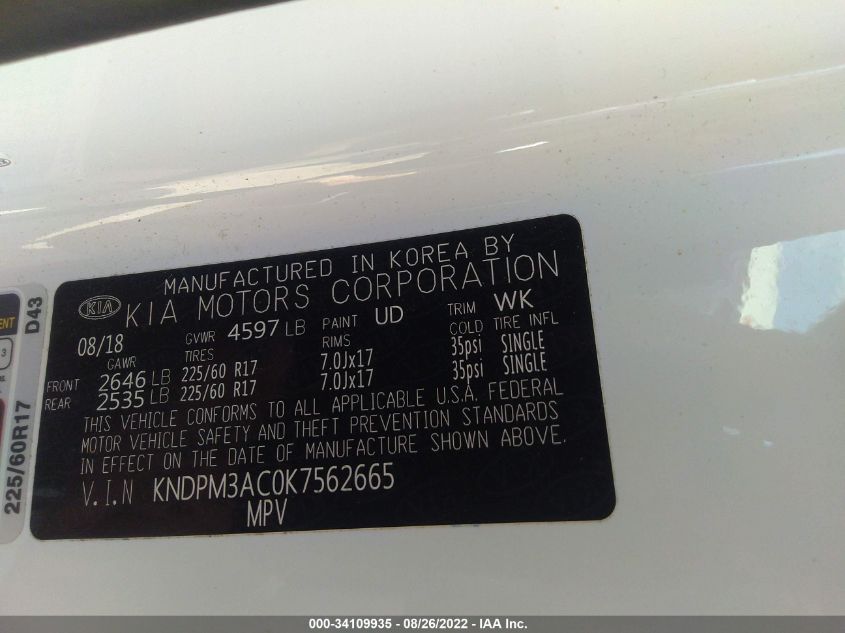 MANUFACTURED IN KOREA BY
KIA KIA MOTORS CORPORATION
08/18 GVWR 4597 LB PAINT UD TRIM WK
GAWR TIRES RIMS COLD TIRE INFL
FRONT 2646 LB 225/60 R17 7.0Jx17 35psi SINGLE
REAR 2535 LB 225/60 R17 7.0Jx17 35psi SINGLE
THIS VEHICLE CONFORMS TO ALL APPLICABLE U.S.A. FEDERAL
MOTOR VEHICLE SAFETY AND THEFT PREVENTION STANDARDS
IN EFFECT ON THE DATE OF MANUFACTURE SHOWN ABOVE.
V.I.N KNDPM3AC0K7562665
MPV
D43
225/60R17
3
000-34109935 - 08/26/2022 - IAA Inc.